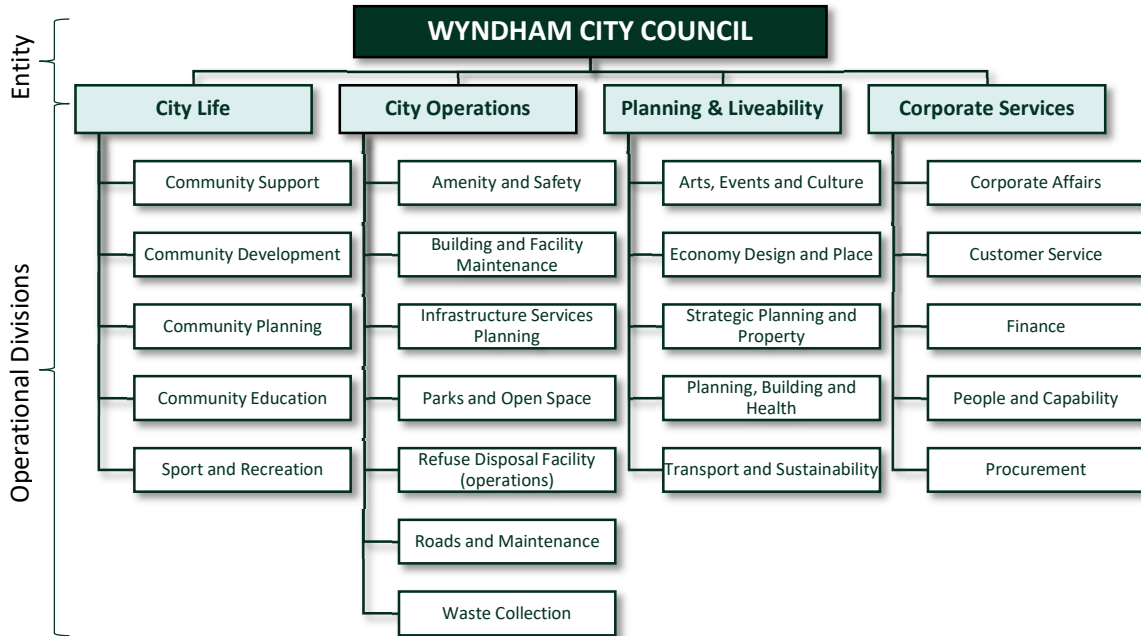 Entity
Operational Divisions
WYNDHAM CITY COUNCIL
City Life
Community Support
Community Development
Community Planning
Community Education
Sport and Recreation
City Operations
Amenity and Safety
Building and Facility
Maintenance
Infrastructure Services
Planning
Parks and Open Space
Refuse Disposal Facility
(operations)
Roads and Maintenance
Waste Collection
Planning & Liveability
Arts, Events and Culture
Economy Design and Place
Strategic Planning and
Property
Planning, Building and
Health
Transport and Sustainability
Corporate Services
Corporate Affairs
Customer Service
Finance
People and Capability
Procurement